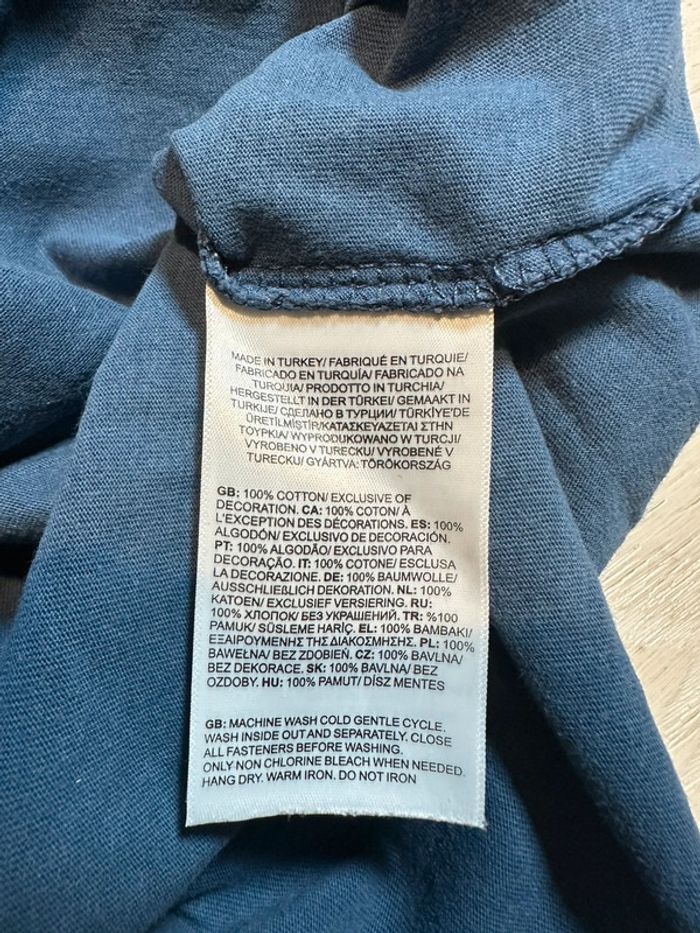 MADE IN TURKEY/ FABRIQUÉ EN TURQUIE/
FABRICADO EN TURQUÍA/ FABRICADO NA
TURQUIA/ PRODOTTO IN TURCHIA/
HERGESTELLT IN DER TÜRKEI/ GEMAAKT IN
TURKIJE/ СДЕЛАНО В ТУРЦИИ/ TÜRKİYE'DE
ÜRETİLMİŞTİR/ΚΑΤΑΣΚΕΥΑΖΕΤΑΙ ΣΤΗΝ
ΤΟΥΡΚΙΑ/ WYPRODUKOWANO W TURCJI/
VYROBENO V TURECKU/ VYROBENÉ V
TURECKU/ GYÁRTVA: TÖRÖKORSZÁG
GB: 100% COTTON/ EXCLUSIVE OF
DECORATION. CA: 100% COTON/ À
L'EXCEPTION DES DÉCORATIONS. ES: 100%
ALGODÓN/ EXCLUSIVO DE DECORACIÓN.
PT: 100% ALGODÃO/ EXCLUSIVO PARA
DECORAÇÃO. IT: 100% COTONE/ ESCLUSA
LA DECORAZIONE. DE: 100% BAUMWOLLE/
AUSSCHLIEBLICH DEKORATION. NL: 100%
KATOEN/ EXCLUSIEF VERSIERING. RU:
100% ХЛОПОК/ БЕЗ УКРАШЕНИЙ. TR: %100
PAMUK/ SÜSLEME HARİÇ. EL: 100% ΒΑΜΒΑΚΙ/
ΕΞΑΙΡΟΥΜΕΝΗΣ ΤΗΣ ΔΙΑΚΟΣΜΗΣΗΣ. PL: 100%
BAWEŁNA/ BEZ ZDOBIEŃ. CZ: 100% BAVLNA/
BEZ DEKORACE. SK: 100% BAVLNA/ BEZ
OZDOBY. HU: 100% PAMUT/ DÍSZ MENTES
GB: MACHINE WASH COLD GENTLE CYCLE.
WASH INSIDE OUT AND SEPARATELY. CLOSE
ALL FASTENERS BEFORE WASHING.
ONLY NON CHLORINE BLEACH WHEN NEEDED.
HANG DRY. WARM IRON. DO NOT IRON